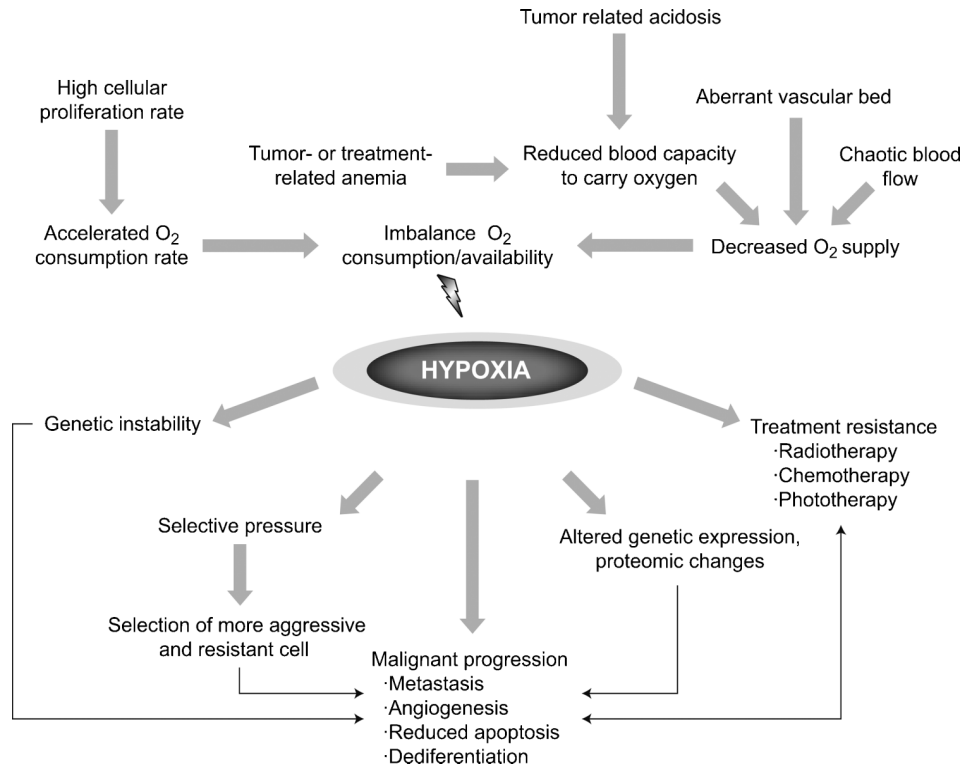 Tumor related acidosis
High cellular
proliferation rate
Aberrant vascular bed
Tumor- or treatment-
related anemia
Reduced blood capacity
to carry oxygen
Chaotic blood
flow
Accelerated O₂
consumption rate
Imbalance O₂
consumption/availability
Decreased O₂ supply
HYPOXIA
Genetic instability
Treatment resistance
·Radiotherapy
·Chemotherapy
·Phototherapy
Selective pressure
Altered genetic expression,
proteomic changes
Selection of more aggressive
and resistant cell
Malignant progression
·Metastasis
·Angiogenesis
·Reduced apoptosis
·Dediferentiation